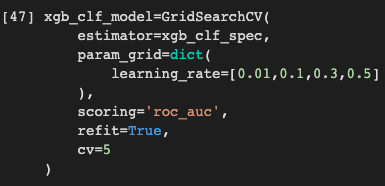 [47] xgb_clf_model=GridSearchCV(
estimator=xgb_clf_spec,
param_grid=dict(
learning_rate=[0.01,0.1,0.3,0.5]
),
scoring='roc_auc',
refit=True,
cv=5
)